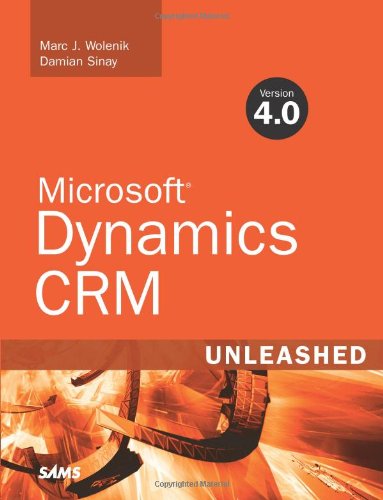 Marc J. Wolenik
Damian Sinay
Version
4.0
Microsoft®
Dynamics
CRM
UNLEASHED
SAMS